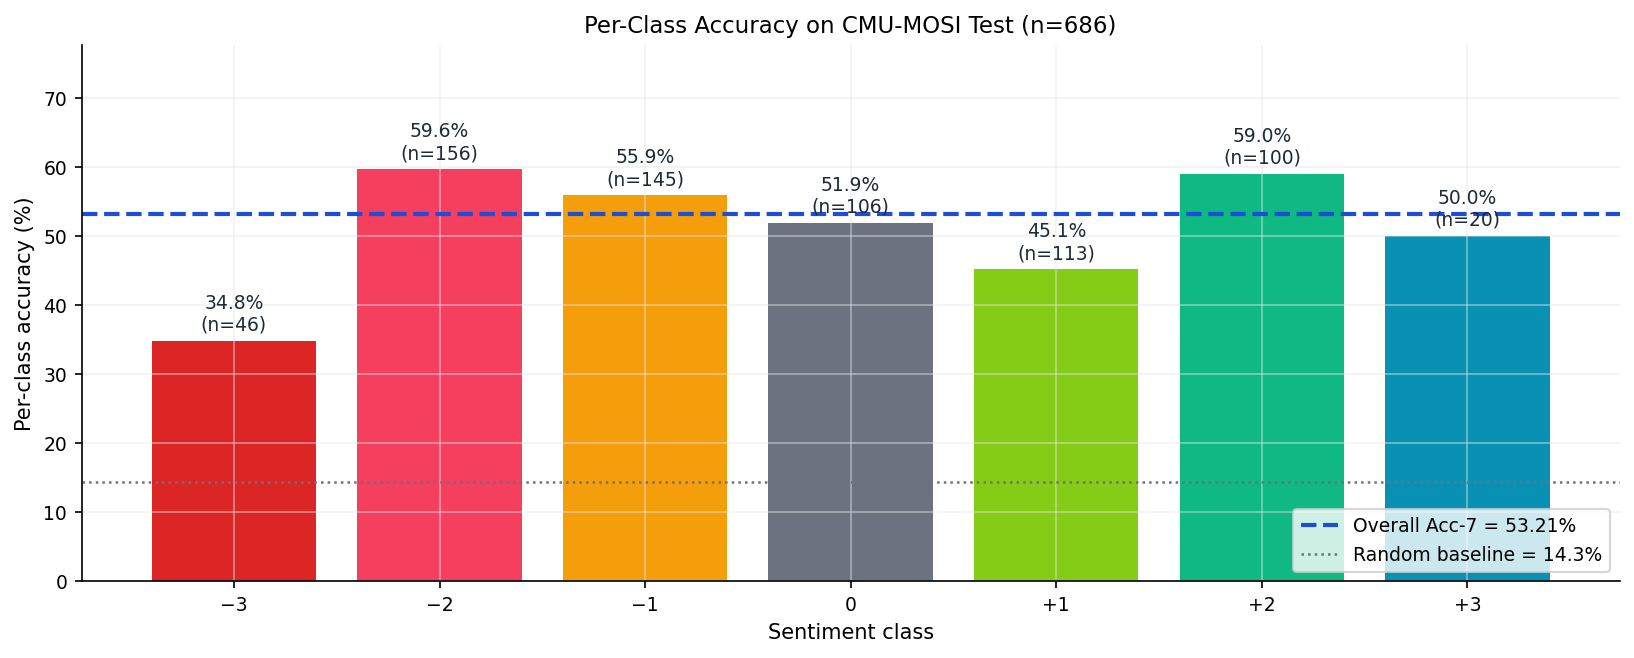 Per-Class Accuracy on CMU-MOSI Test (n=686)
Per-class accuracy (%)
70
60
50
40
30
20
10
0
34.8%
(n=46)
59.6%
(n=156)
55.9%
(n=145)
51.9%
(n=106)
45.1%
(n=113)
59.0%
(n=100)
50.0%
(n=20)
Overall Acc-7 = 53.21%
Random baseline = 14.3%
−3
−2
−1
0
+1
+2
+3
Sentiment class